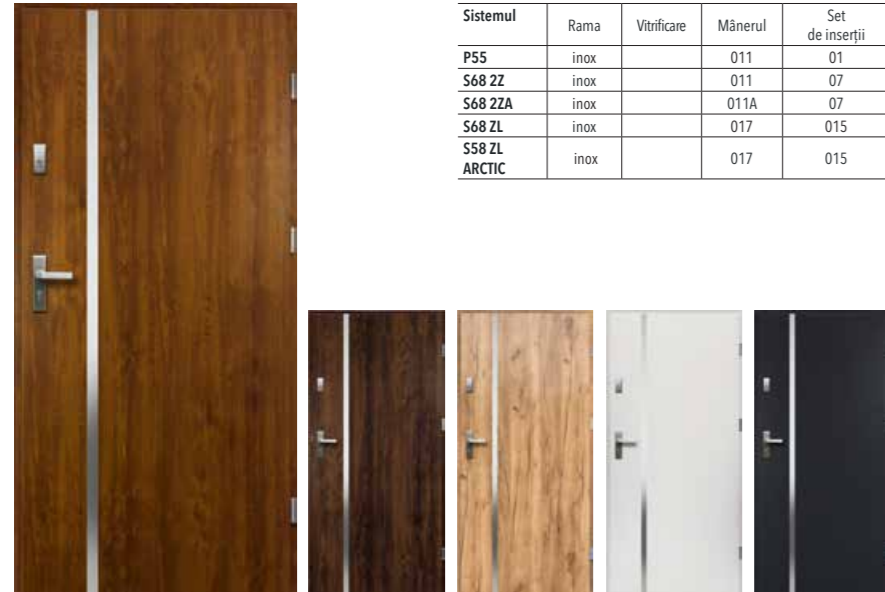 Sistemul Rama Vitrificare Mânerul Set
de inserții
P55 inox 011 01
S68 2Z inox 011 07
S68 2ZA inox 011A 07
S68 ZL inox 017 015
S58 ZL
ARCTIC inox 017 015